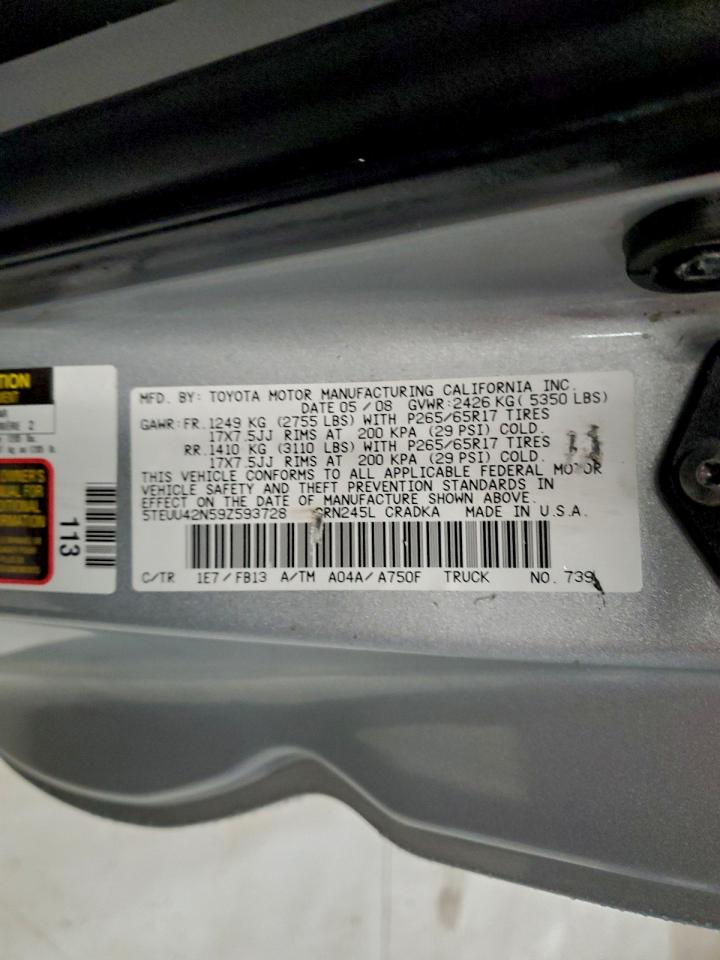 MFD. BY: TOYOTA MOTOR MANUFACTURING CALIFORNIA INC.
DATE 05/08 GVWR:2426 KG( 5350 LBS)
GAWR:FR.1249 KG (2755 LBS) WITH P265/65R17 TIRES
17X7.5JJ RIMS AT 200 KPA (29 PSI) COLD.
RR.1410 KG (3110 LBS) WITH P265/65R17 TIRES
17X7.5JJ RIMS AT 200 KPA (29 PSI) COLD.
THIS VEHICLE CONFORMS TO ALL APPLICABLE FEDERAL MOTOR
VEHICLE SAFETY AND THEFT PREVENTION STANDARDS IN
EFFECT ON THE DATE OF MANUFACTURE SHOWN ABOVE.
5TEUU42N59Z593728 GRN245L CRADKA MADE IN U.S.A.
C/TR 1E7/FB13 A/TM A04A/A750F TRUCK NO. 739
113